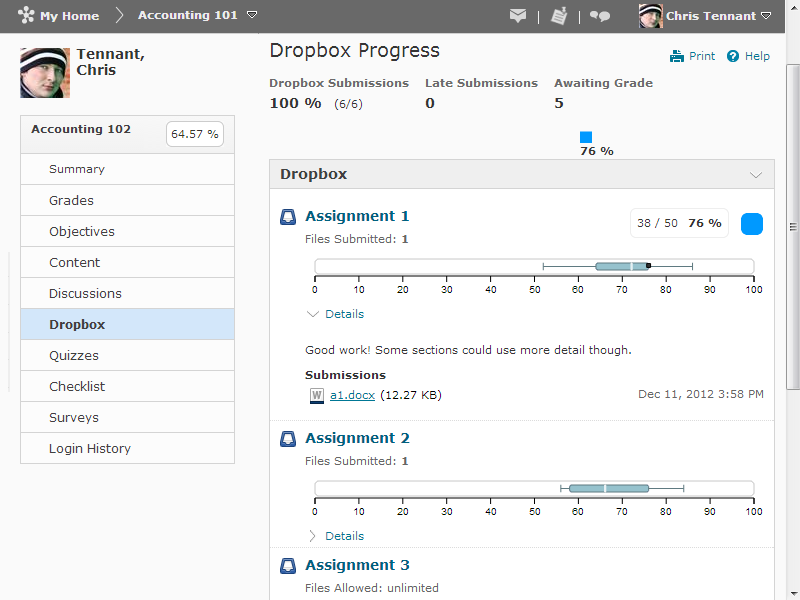 My Home Accounting 101 Chris Tennant
Tennant,
Chris
Accounting 102 64.57 %
Summary
Grades
Objectives
Content
Discussions
Dropbox
Quizzes
Checklist
Surveys
Login History
Dropbox Progress
Print Help
Dropbox Submissions Late Submissions Awaiting Grade
100 % (6/6) 0 5
76 %
Dropbox
Assignment 1 38 / 50 76 %
Files Submitted: 1
0 10 20 30 40 50 60 70 80 90 100
Details
Good work! Some sections could use more detail though.
Submissions
W a1.docx (12.27 KB) Dec 11, 2012 3:58 PM
Assignment 2
Files Submitted: 1
0 10 20 30 40 50 60 70 80 90 100
Details
Assignment 3
Files Allowed: unlimited